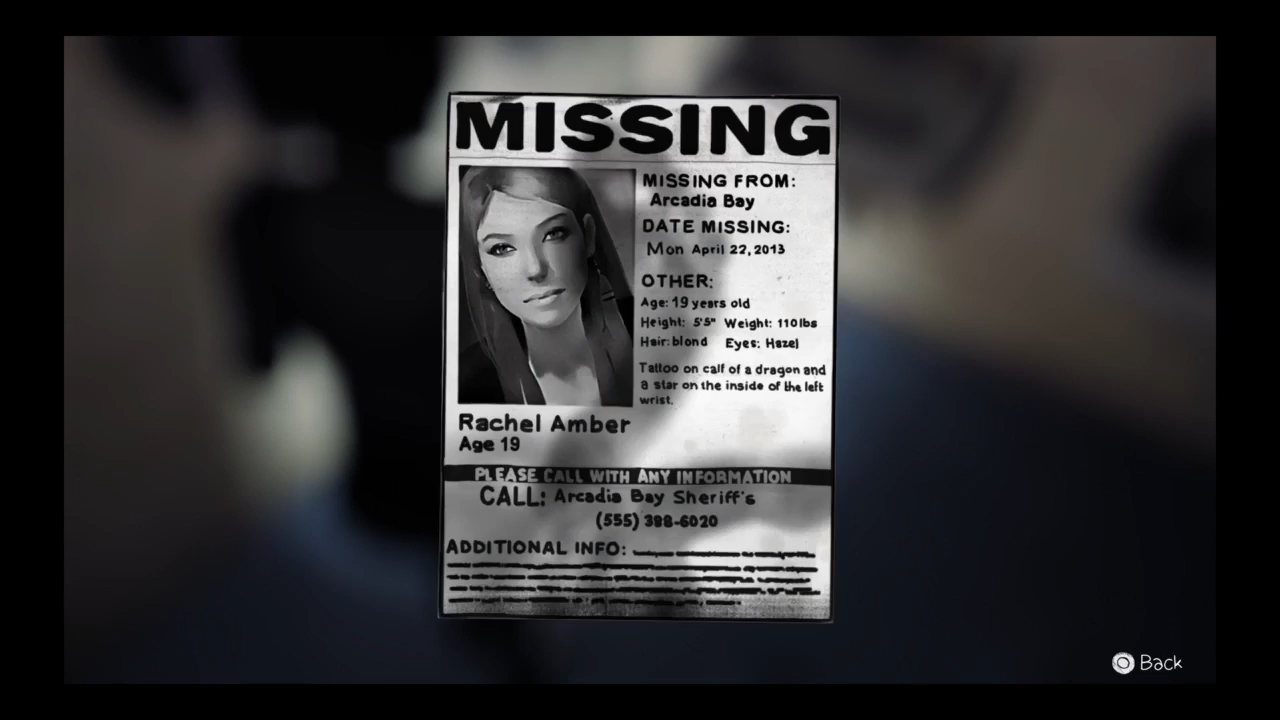 MISSING
MISSING FROM:
Arcadia Bay
DATE MISSING:
Mon April 22, 2013
OTHER:
Age: 19 years old
Height: 5'5" Weight: 110lbs
Hair: blond Eyes: Hazel
Tattoo on calf of a dragon and
a star on the inside of the left
wrist.
Rachel Amber
Age 19
PLEASE CALL WITH ANY INFORMATION
CALL: Arcadia Bay Sheriff's
(555) 398-6020
ADDITIONAL INFO:
Back